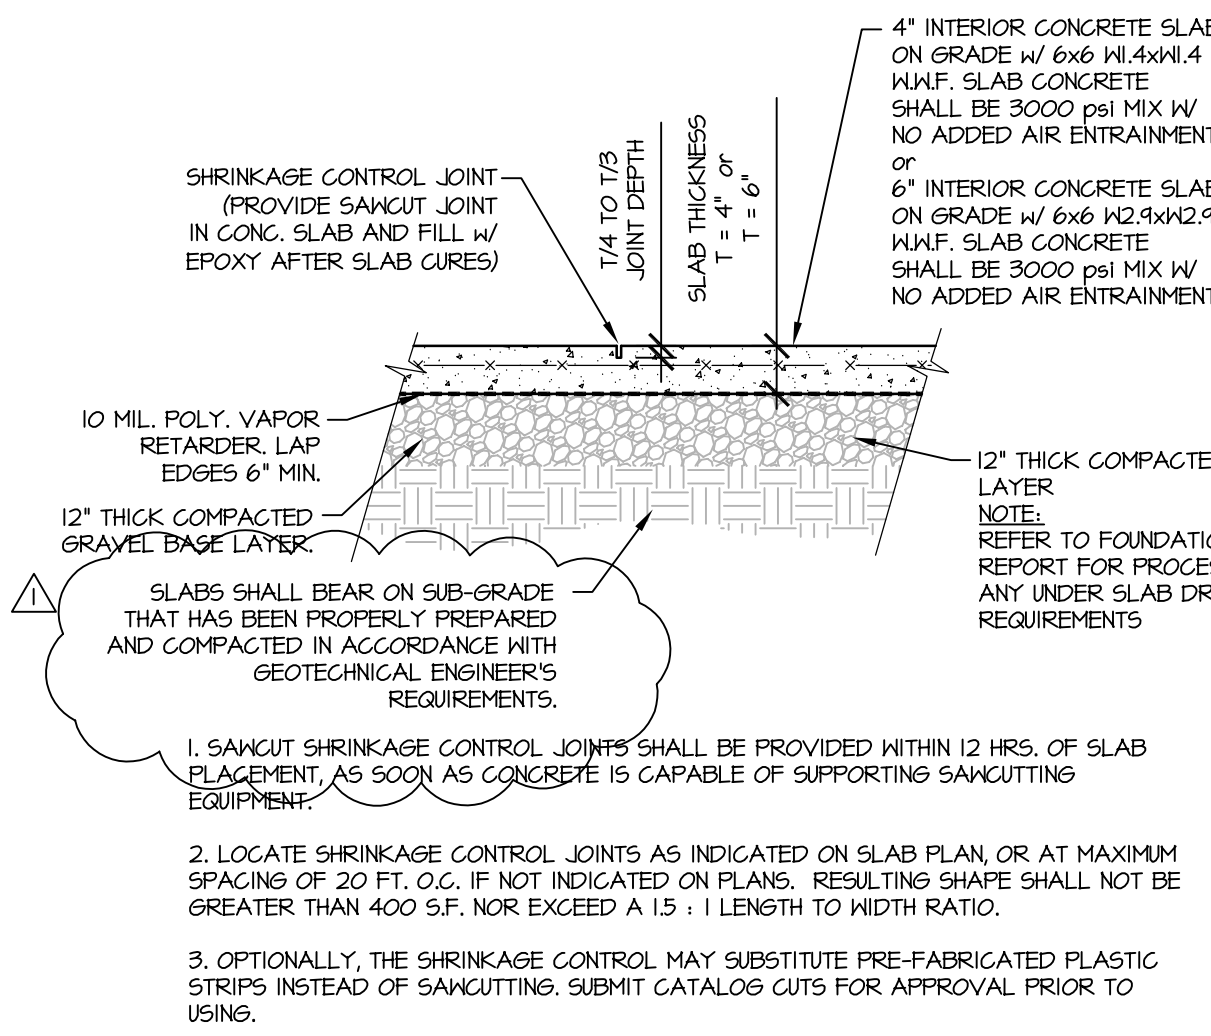 4" INTERIOR CONCRETE SLAB
ON GRADE w/ 6x6 W1.4xW1.4
W.W.F. SLAB CONCRETE
SHALL BE 3000 psi MIX W/
NO ADDED AIR ENTRAINMENT
or
6" INTERIOR CONCRETE SLAB
ON GRADE w/ 6x6 W2.9xW2.9
W.W.F. SLAB CONCRETE
SHALL BE 3000 psi MIX W/
NO ADDED AIR ENTRAINMENT
SHRINKAGE CONTROL JOINT
(PROVIDE SAWCUT JOINT
IN CONC. SLAB AND FILL w/
EPOXY AFTER SLAB CURES)
T/4 TO T/3
JOINT DEPTH
SLAB THICKNESS
T = 4" or
T = 6"
10 MIL. POLY. VAPOR
RETARDER. LAP
EDGES 6" MIN.
12" THICK COMPACTED
GRAVEL BASE LAYER.
12" THICK COMPACTE
LAYER
NOTE:
REFER TO FOUNDATIO
REPORT FOR PROCES
ANY UNDER SLAB DR
REQUIREMENTS
1
SLABS SHALL BEAR ON SUB-GRADE
THAT HAS BEEN PROPERLY PREPARED
AND COMPACTED IN ACCORDANCE WITH
GEOTECHNICAL ENGINEER'S
REQUIREMENTS.
1. SAWCUT SHRINKAGE CONTROL JOINTS SHALL BE PROVIDED WITHIN 12 HRS. OF SLAB
PLACEMENT, AS SOON AS CONCRETE IS CAPABLE OF SUPPORTING SAWCUTTING
EQUIPMENT.
2. LOCATE SHRINKAGE CONTROL JOINTS AS INDICATED ON SLAB PLAN, OR AT MAXIMUM
SPACING OF 20 FT. O.C. IF NOT INDICATED ON PLANS. RESULTING SHAPE SHALL NOT BE
GREATER THAN 400 S.F. NOR EXCEED A 1.5 : 1 LENGTH TO WIDTH RATIO.
3. OPTIONALLY, THE SHRINKAGE CONTROL MAY SUBSTITUTE PRE-FABRICATED PLASTIC
STRIPS INSTEAD OF SAWCUTTING. SUBMIT CATALOG CUTS FOR APPROVAL PRIOR TO
USING.